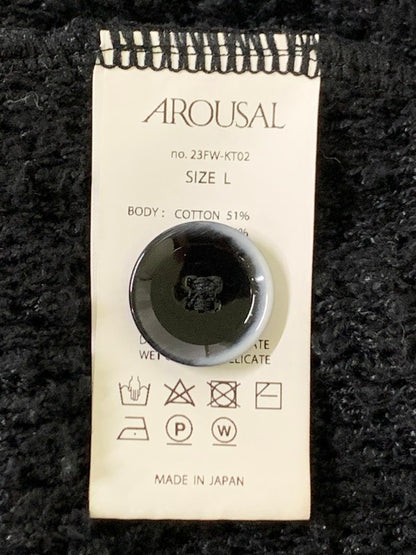 AROUSAL
no. 23FW-KT02
SIZE L
BODY: COTTON 51%
%
WET
ELICATE
P W
MADE IN JAPAN